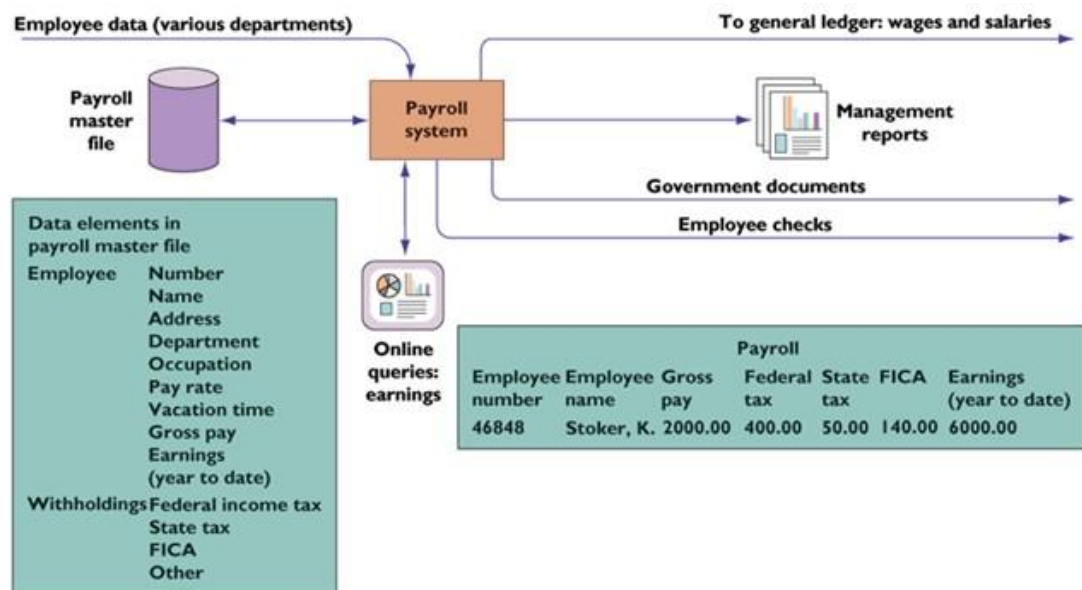 Employee data (various departments)
To general ledger: wages and salaries
Payroll
master
file
Payroll
system
Management
reports
Government documents
Employee checks
Data elements in
payroll master file
Employee Number
Name
Address
Department
Occupation
Pay rate
Vacation time
Gross pay
Earnings
(year to date)
Withholdings Federal income tax
State tax
FICA
Other
Online
queries:
earnings
Payroll
Employee Employee Gross Federal State FICA Earnings
number name pay tax tax (year to date)
46848 Stoker, K. 2000.00 400.00 50.00 140.00 6000.00